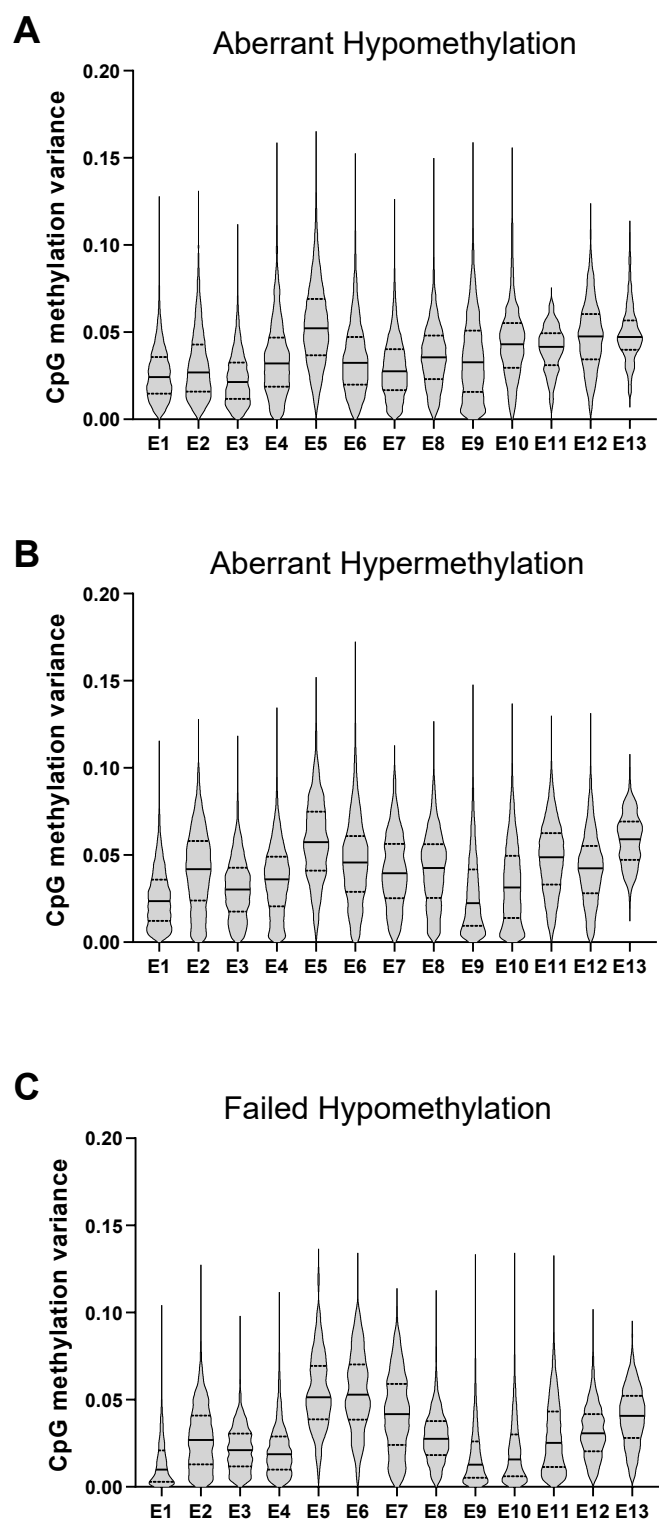 A
Aberrant Hypomethylation
CpG methylation variance
0.20
0.15
0.10
0.05
0.00
E1 E2 E3 E4 E5 E6 E7 E8 E9 E10 E11 E12 E13
B
Aberrant Hypermethylation
CpG methylation variance
0.20
0.15
0.10
0.05
0.00
E1 E2 E3 E4 E5 E6 E7 E8 E9 E10 E11 E12 E13
C
Failed Hypomethylation
CpG methylation variance
0.20
0.15
0.10
0.05
0.00
E1 E2 E3 E4 E5 E6 E7 E8 E9 E10 E11 E12 E13